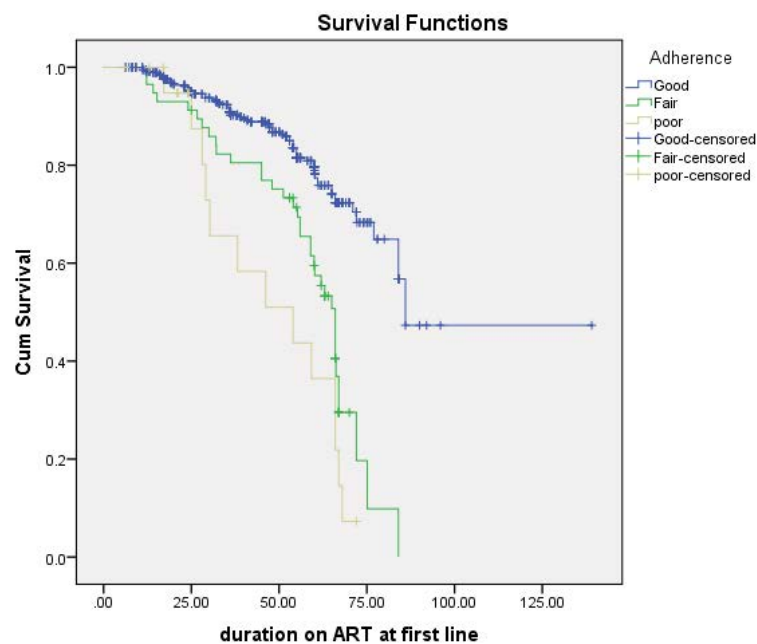 Survival Functions
Adherence
Good
Fair
poor
Good-censored
Fair-censored
poor-censored
Cum Survival
1.0
0.8
0.6
0.4
0.2
0.0
.00
25.00
50.00
75.00
100.00
125.00
duration on ART at first line